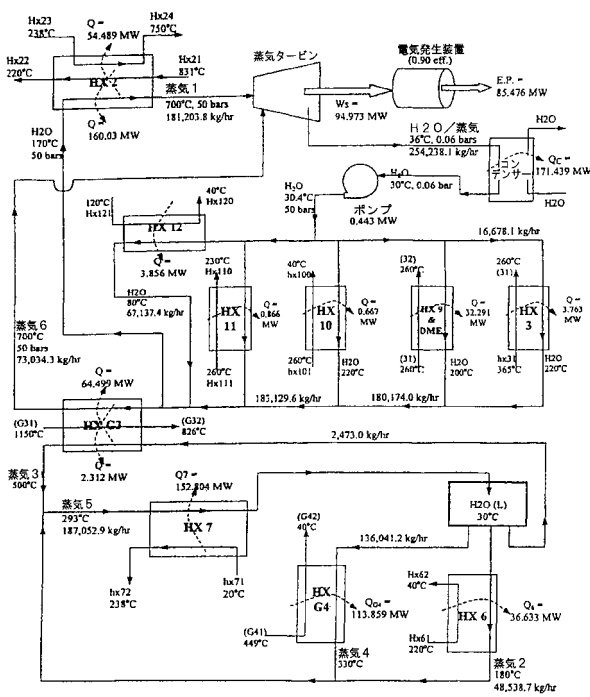 Hx23
238°C
Hx24
750°C
Q =
54.489 MW
Hx22
220°C
HX 2
Hx21
831°C
蒸気1
700°C, 50 bars
181,203.8 kg/hr
H2O
170°C
50 bars
Q =
160.03 MW
蒸気タービン
電気発生装置
(0.90 eff.)
E.P. =
85.476 MW
Ws =
94.973 MW
H2O/蒸気
36°C, 0.06 bars
254,238.1 kg/hr
H2O
コンデンサー
QC =
171.439 MW
H2O
H2O
30°C, 0.06 bar
H2O
30.4°C
50 bars
ポンプ
0.443 MW
120°C
Hx121
40°C
Hx120
HX 12
Q =
3.856 MW
16,678.1 kg/hr
H2O
80°C
67,137.4 kg/hr
230°C
Hx110
HX
11
Q =
0.866
MW
260°C
Hx111
40°C
hx100
HX
10
Q =
0.667
MW
260°C
hx101
H2O
220°C
(32)
260°C
HX 9
&
DME
Q =
32.291
MW
(31)
260°C
H2O
200°C
260°C
(31)
HX
3
Q =
3.763
MW
hx31
365°C
H2O
220°C
蒸気6
700°C
50 bars
73,034.3 kg/hr
183,129.6 kg/hr
180,174.0 kg/hr
Q =
64.499 MW
(G31)
1150°C
HX G3
(G32)
826°C
Q =
2.312 MW
2,473.0 kg/hr
蒸気3
500°C
蒸気5
293°C
187,052.9 kg/hr
Q7 =
152.804 MW
HX 7
hx72
238°C
hx71
20°C
H2O (L)
30°C
136,041.2 kg/hr
(G42)
40°C
HX
G4
QG4 =
113.859 MW
(G41)
449°C
蒸気4
330°C
Hx62
40°C
HX 6
Q6 =
36.633 MW
Hx61
220°C
蒸気2
180°C
48,538.7 kg/hr